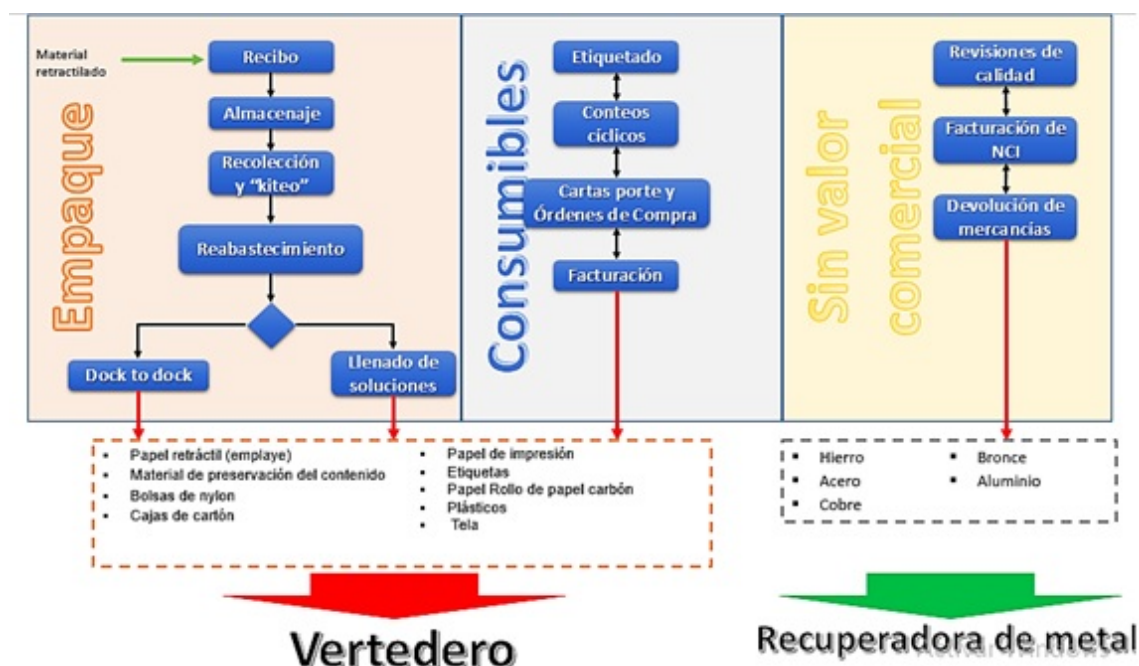 Material
retractilado
Empaque
Recibo
Almacenaje
Recolección
y “kiteo”
Reabastecimiento
Dock to dock
Llenado de
soluciones
Consumibles
Etiquetado
Conteos
cíclicos
Cartas porte y
Órdenes de Compra
Facturación
Sin valor
comercial
Revisiones de
calidad
Facturación de
NCI
Devolución de
mercancías
▪ Papel retráctil (emplaye)
▪ Material de preservación del contenido
▪ Bolsas de nylon
▪ Cajas de cartón
▪ Papel de impresión
▪ Etiquetas
▪ Papel Rollo de papel carbón
▪ Plásticos
▪ Tela
▪ Hierro
▪ Acero
▪ Cobre
▪ Bronce
▪ Aluminio
Vertedero
Recuperadora de metal